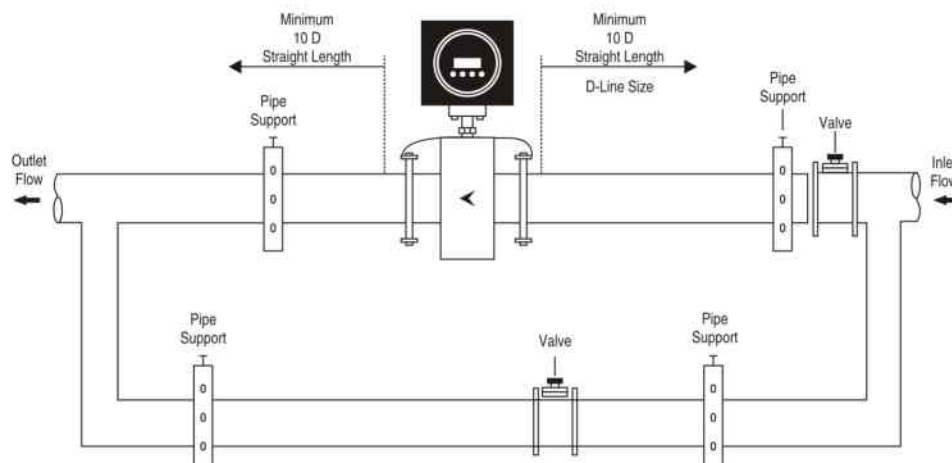 Minimum
10 D
Straight Length
Minimum
10 D
Straight Length
D-Line Size
Pipe
Support
Pipe
Support
Valve
Outlet
Flow
Flow
Pipe
Support
Valve
Pipe
Support